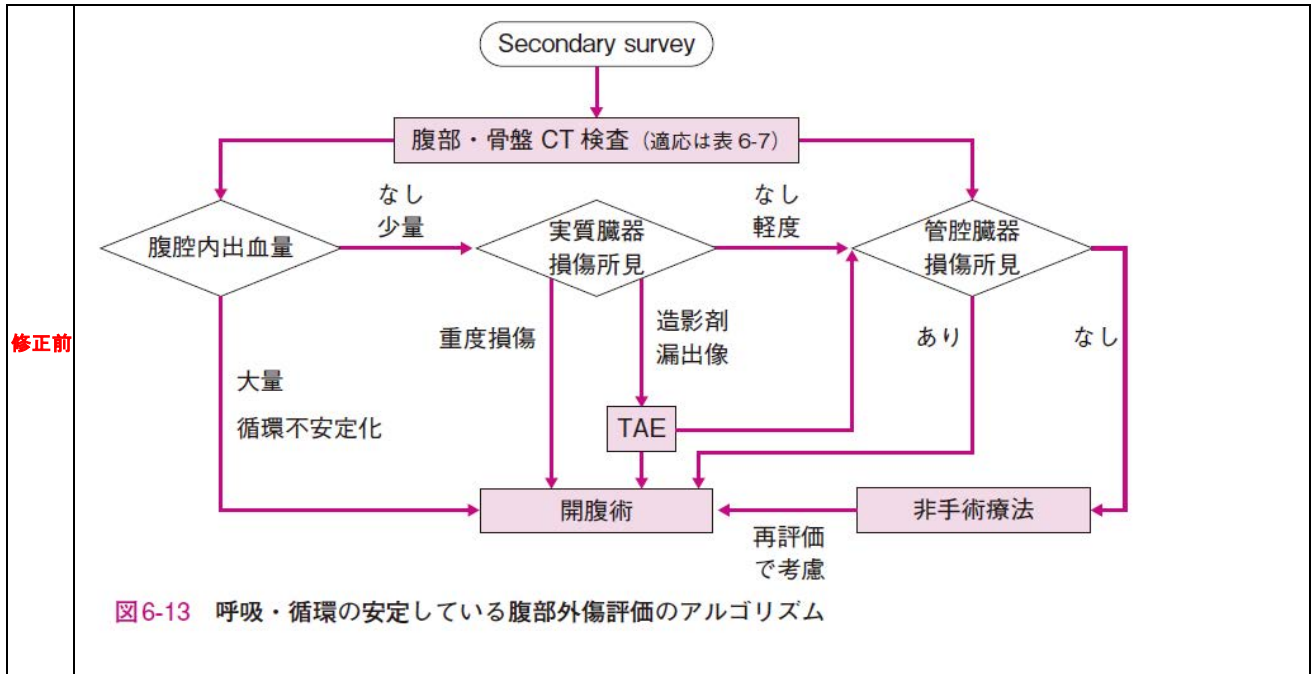 修正前
Secondary survey
腹部・骨盤 CT 検査（適応は表 6-7）
腹腔内出血量
なし
少量
実質臓器
損傷所見
なし
軽度
管腔臓器
損傷所見
大量
循環不安定化
重度損傷
造影剤
漏出像
あり
なし
TAE
開腹術
再評価
で考慮
非手術療法
図6-13 呼吸・循環の安定している腹部外傷評価のアルゴリズム